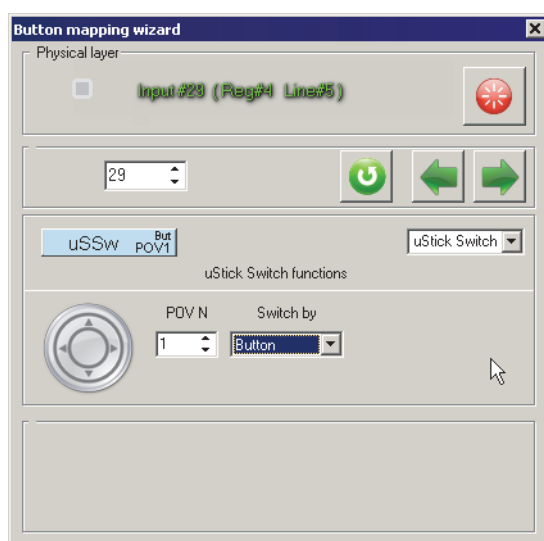 Button mapping wizard
Physical layer
Input #29 (Reg#4 Line#5)
29
uSSw But POV1
uStick Switch
uStick Switch functions
POV N Switch by
1 Button